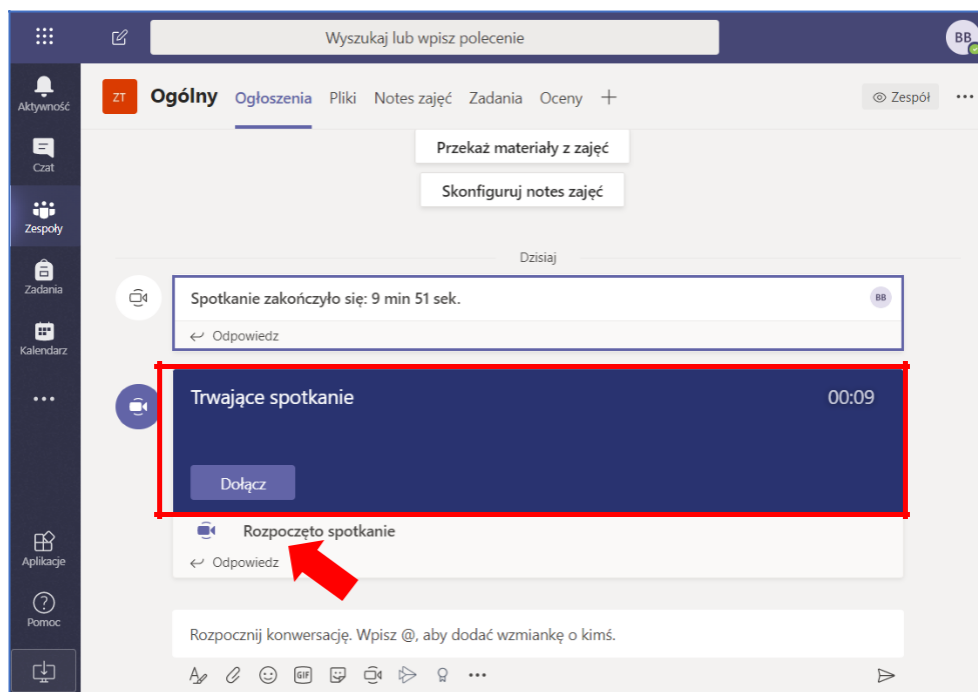 Wyszukaj lub wpisz polecenie
BB
Aktywność
Czat
Zespoły
Zadania
Kalendarz
Aplikacje
Pomoc
ZT Ogólny Ogłoszenia Pliki Notes zajęć Zadania Oceny
Zespół
Przekaż materiały z zajęć
Skonfiguruj notes zajęć
Dzisiaj
Spotkanie zakończyło się: 9 min 51 sek.
BB
Odpowiedz
Trwające spotkanie 00:09
Dołącz
Rozpoczęto spotkanie
Odpowiedz
Rozpocznij konwersację. Wpisz @, aby dodać wzmiankę o kimś.
GIF